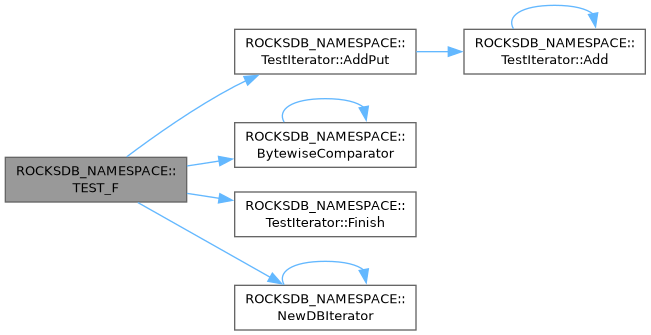 ROCKSDB_NAMESPACE::
TestIterator::AddPut
ROCKSDB_NAMESPACE::
TestIterator::Add
ROCKSDB_NAMESPACE::
BytewiseComparator
ROCKSDB_NAMESPACE::
TEST_F
ROCKSDB_NAMESPACE::
TestIterator::Finish
ROCKSDB_NAMESPACE::
NewDBIterator